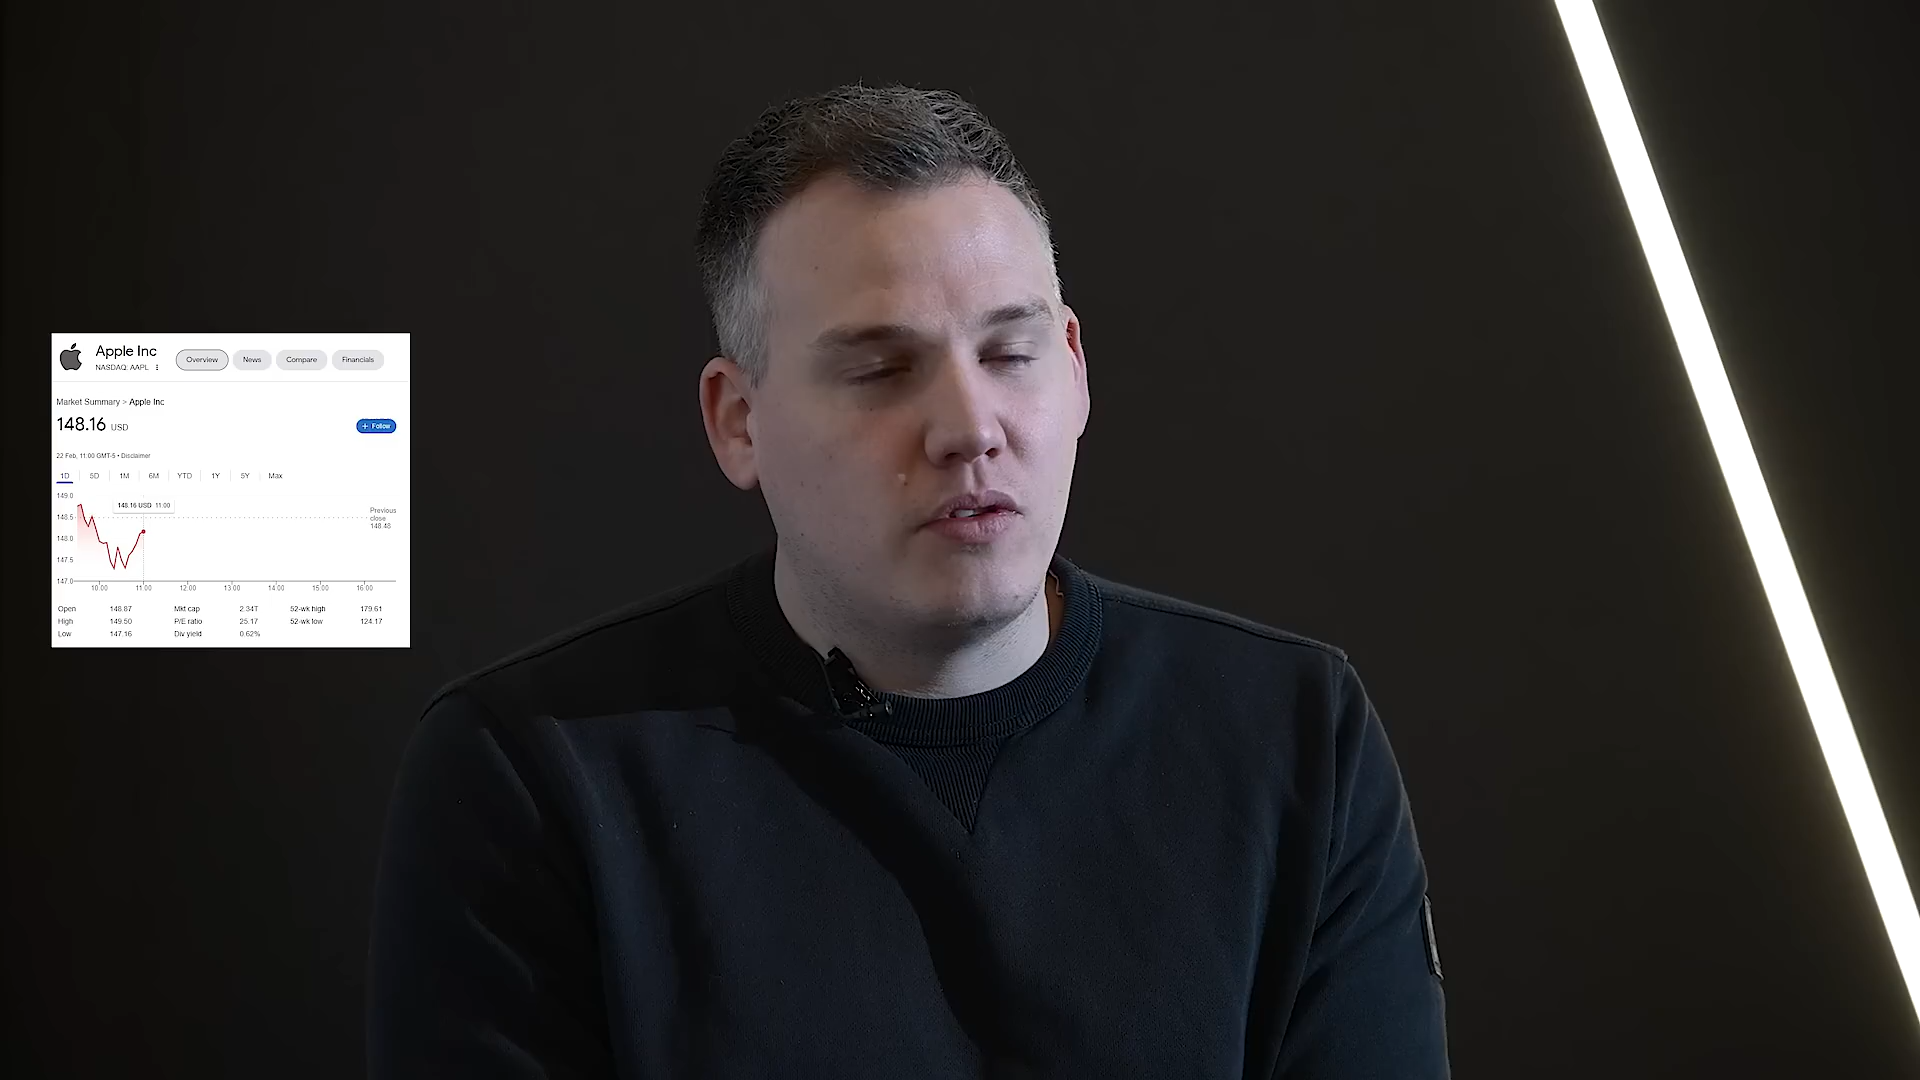 Apple Inc
NASDAQ: AAPL
Overview News Compare Financials
Market Summary > Apple Inc
148.16 USD
+ Follow
22 Feb, 11:00 GMT-5 • Disclaimer
1D 5D 1M 6M YTD 1Y 5Y Max
149.0
148.16 USD 11:00
148.5
Previous close 148.48
148.0
147.5
147.0
10:00 11:00 12:00 13:00 14:00 15:00 16:00
Open 148.87 Mkt cap 2.34T 52-wk high 179.61
High 149.50 P/E ratio 25.17 52-wk low 124.17
Low 147.16 Div yield 0.62%